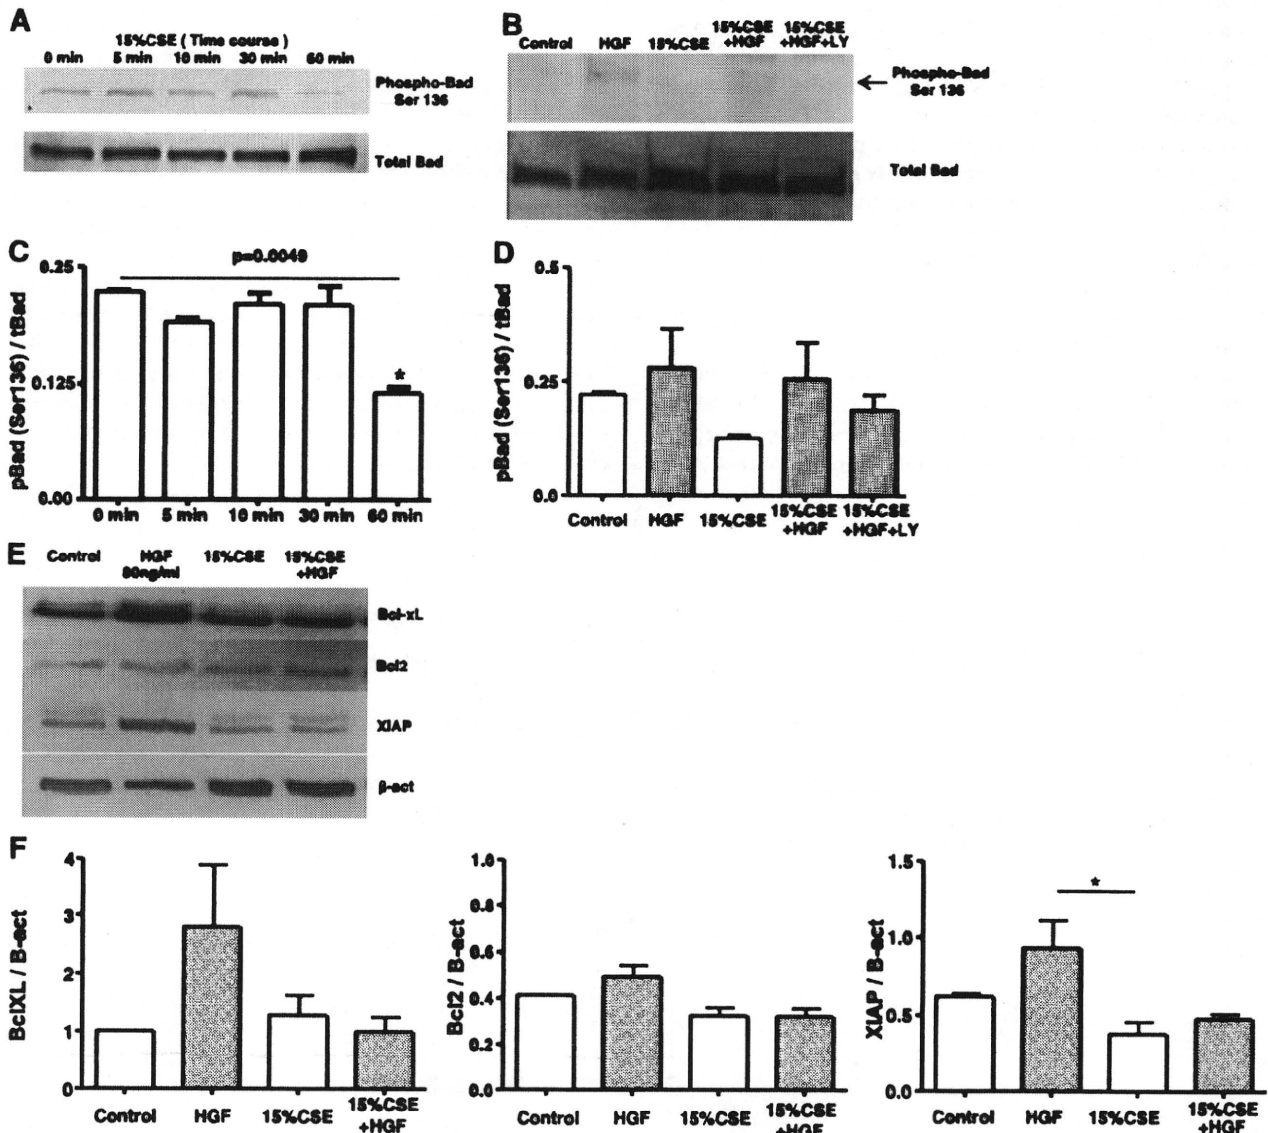 A
15%CSE ( Time course )
0 min 5 min 10 min 30 min 60 min
Phospho-Bad
Ser 136
Total Bad
B
Control HGF 15%CSE 15%CSE +HGF 15%CSE +HGF+LY
Phospho-Bad
Ser 136
Total Bad
C
p=0.0049
0.25
0.125
0.00
*
pBad (Ser136) / tBad
0 min 5 min 10 min 30 min 60 min
D
0.5
0.25
0.0
pBad (Ser136) / tBad
Control HGF 15%CSE 15%CSE +HGF 15%CSE +HGF+LY
E
Control HGF 80ng/ml 15%CSE 15%CSE +HGF
Bcl-xL
Bcl2
XIAP
β-act
F
4
3
2
1
0
BclXL / B-act
Control HGF 15%CSE 15%CSE +HGF
1.0
0.8
0.6
0.4
0.2
0.0
Bcl2 / B-act
Control HGF 15%CSE 15%CSE +HGF
1.5
1.0
0.5
0.0
*
XIAP / B-act
Control HGF 15%CSE 15%CSE +HGF